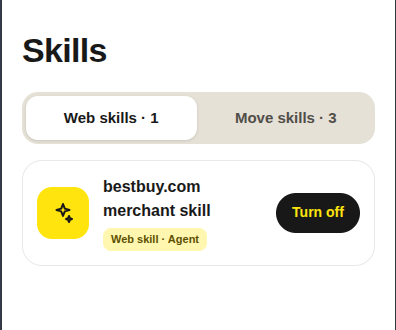 Skills
Web skills · 1
Move skills · 3
bestbuy.com
merchant skill
Web skill · Agent
Turn off